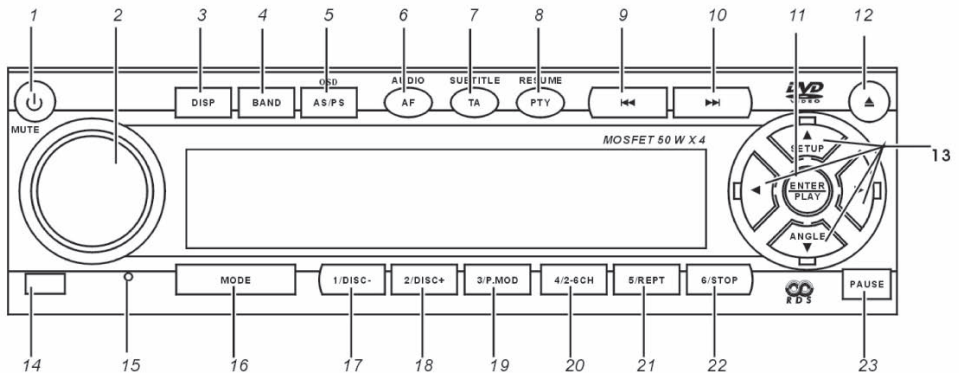 1 2 3 4 5 6 7 8 9 10 11 12
OSD AUDIO SUBTITLE RESUME
DISP BAND AS/PS AF TA PTY DVD
VIDEO
MUTE
MOSFET 50 W X 4
SETUP
13
ENTER
PLAY
ANGLE
MODE 1/DISC- 2/DISC+ 3/P.MOD 4/2-6CH 5/REPT 6/STOP PAUSE
RDS
14 15 16 17 18 19 20 21 22 23